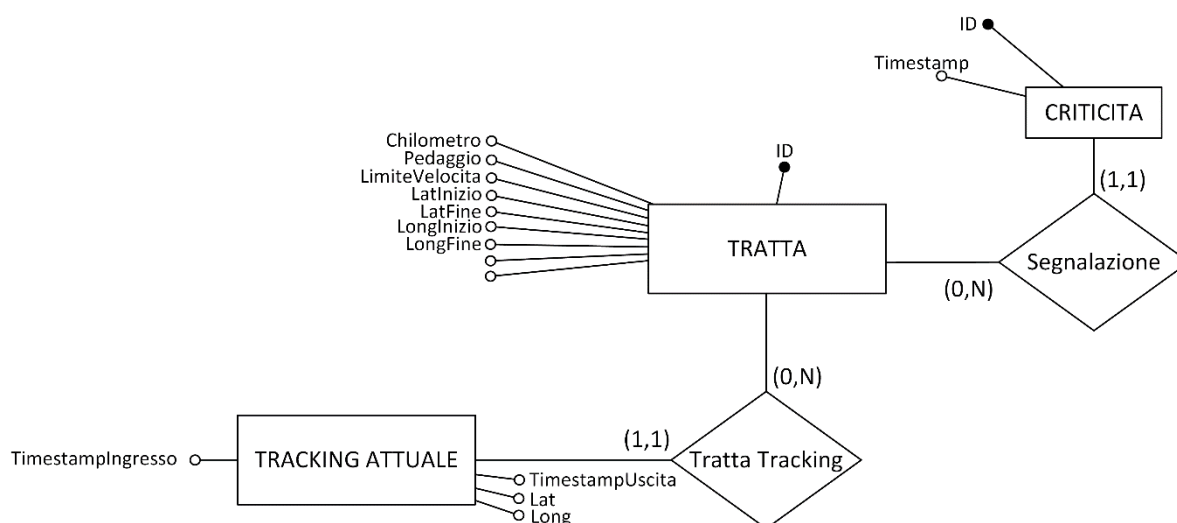 ID
Timestamp
CRITICITA
Chilometro
Pedaggio
LimiteVelocita
LatInizio
LatFine
LongInizio
LongFine
ID
TRATTA
(1,1)
Segnalazione
(0,N)
(0,N)
(1,1)
TimestampIngresso
TRACKING ATTUALE
Tratta Tracking
TimestampUscita
Lat
Long